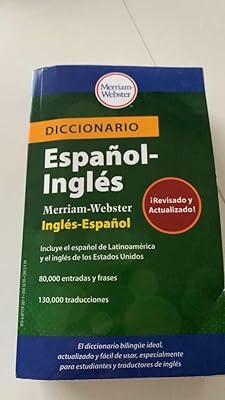 Merriam-
Webster
DICCIONARIO
Español-
Inglés
Merriam-Webster
Inglés-Español
¡Revisado y
Actualizado!
Incluye el español de Latinoamérica
y el inglés de los Estados Unidos
80,000 entradas y frases
130,000 traducciones
El diccionario bilingüe ideal,
actualizado y fácil de usar, especialmente
para estudiantes y traductores de inglés